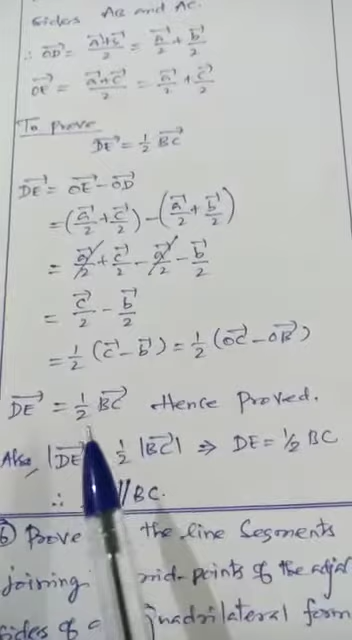 Sides AB and AC.
∴ OD⃗ = (a⃗+b⃗)/2 = a⃗/2 + b⃗/2
OE⃗ = (a⃗+c⃗)/2 = a⃗/2 + c⃗/2
To prove
DE⃗ = 1/2 BC⃗
DE⃗ = OE⃗ - OD⃗
= (a⃗/2 + c⃗/2) - (a⃗/2 + b⃗/2)
= a⃗/2 + c⃗/2 - a⃗/2 - b⃗/2
= c⃗/2 - b⃗/2
= 1/2 (c⃗ - b⃗) = 1/2 (OC⃗ - OB⃗)
DE⃗ = 1/2 BC⃗ Hence Proved.
Also, |DE⃗ 1/2 |BC⃗| ⇒ DE = 1/2 BC
∴ // BC.
6) Prove the line Segments
joining mid-points of the
Sides of quadrilateral form